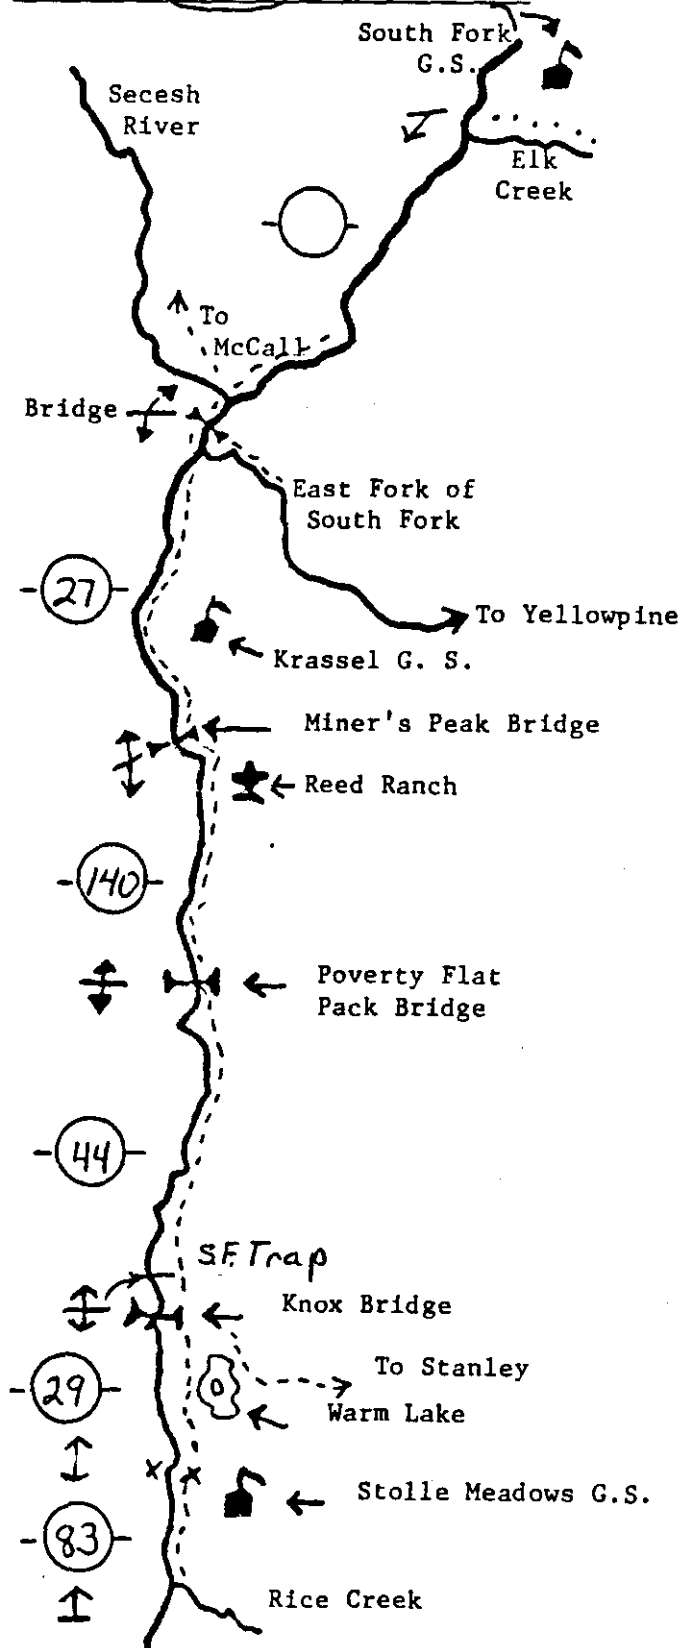 South Fork
G.S.
Secesh
River
Elk
Creek
To
McCall
Bridge
East Fork of
South Fork
27
To Yellowpine
Krassel G. S.
Miner's Peak Bridge
Reed Ranch
140
Poverty Flat
Pack Bridge
44
S.F. Trap
Knox Bridge
To Stanley
29
Warm Lake
Stolle Meadows G.S.
83
Rice Creek